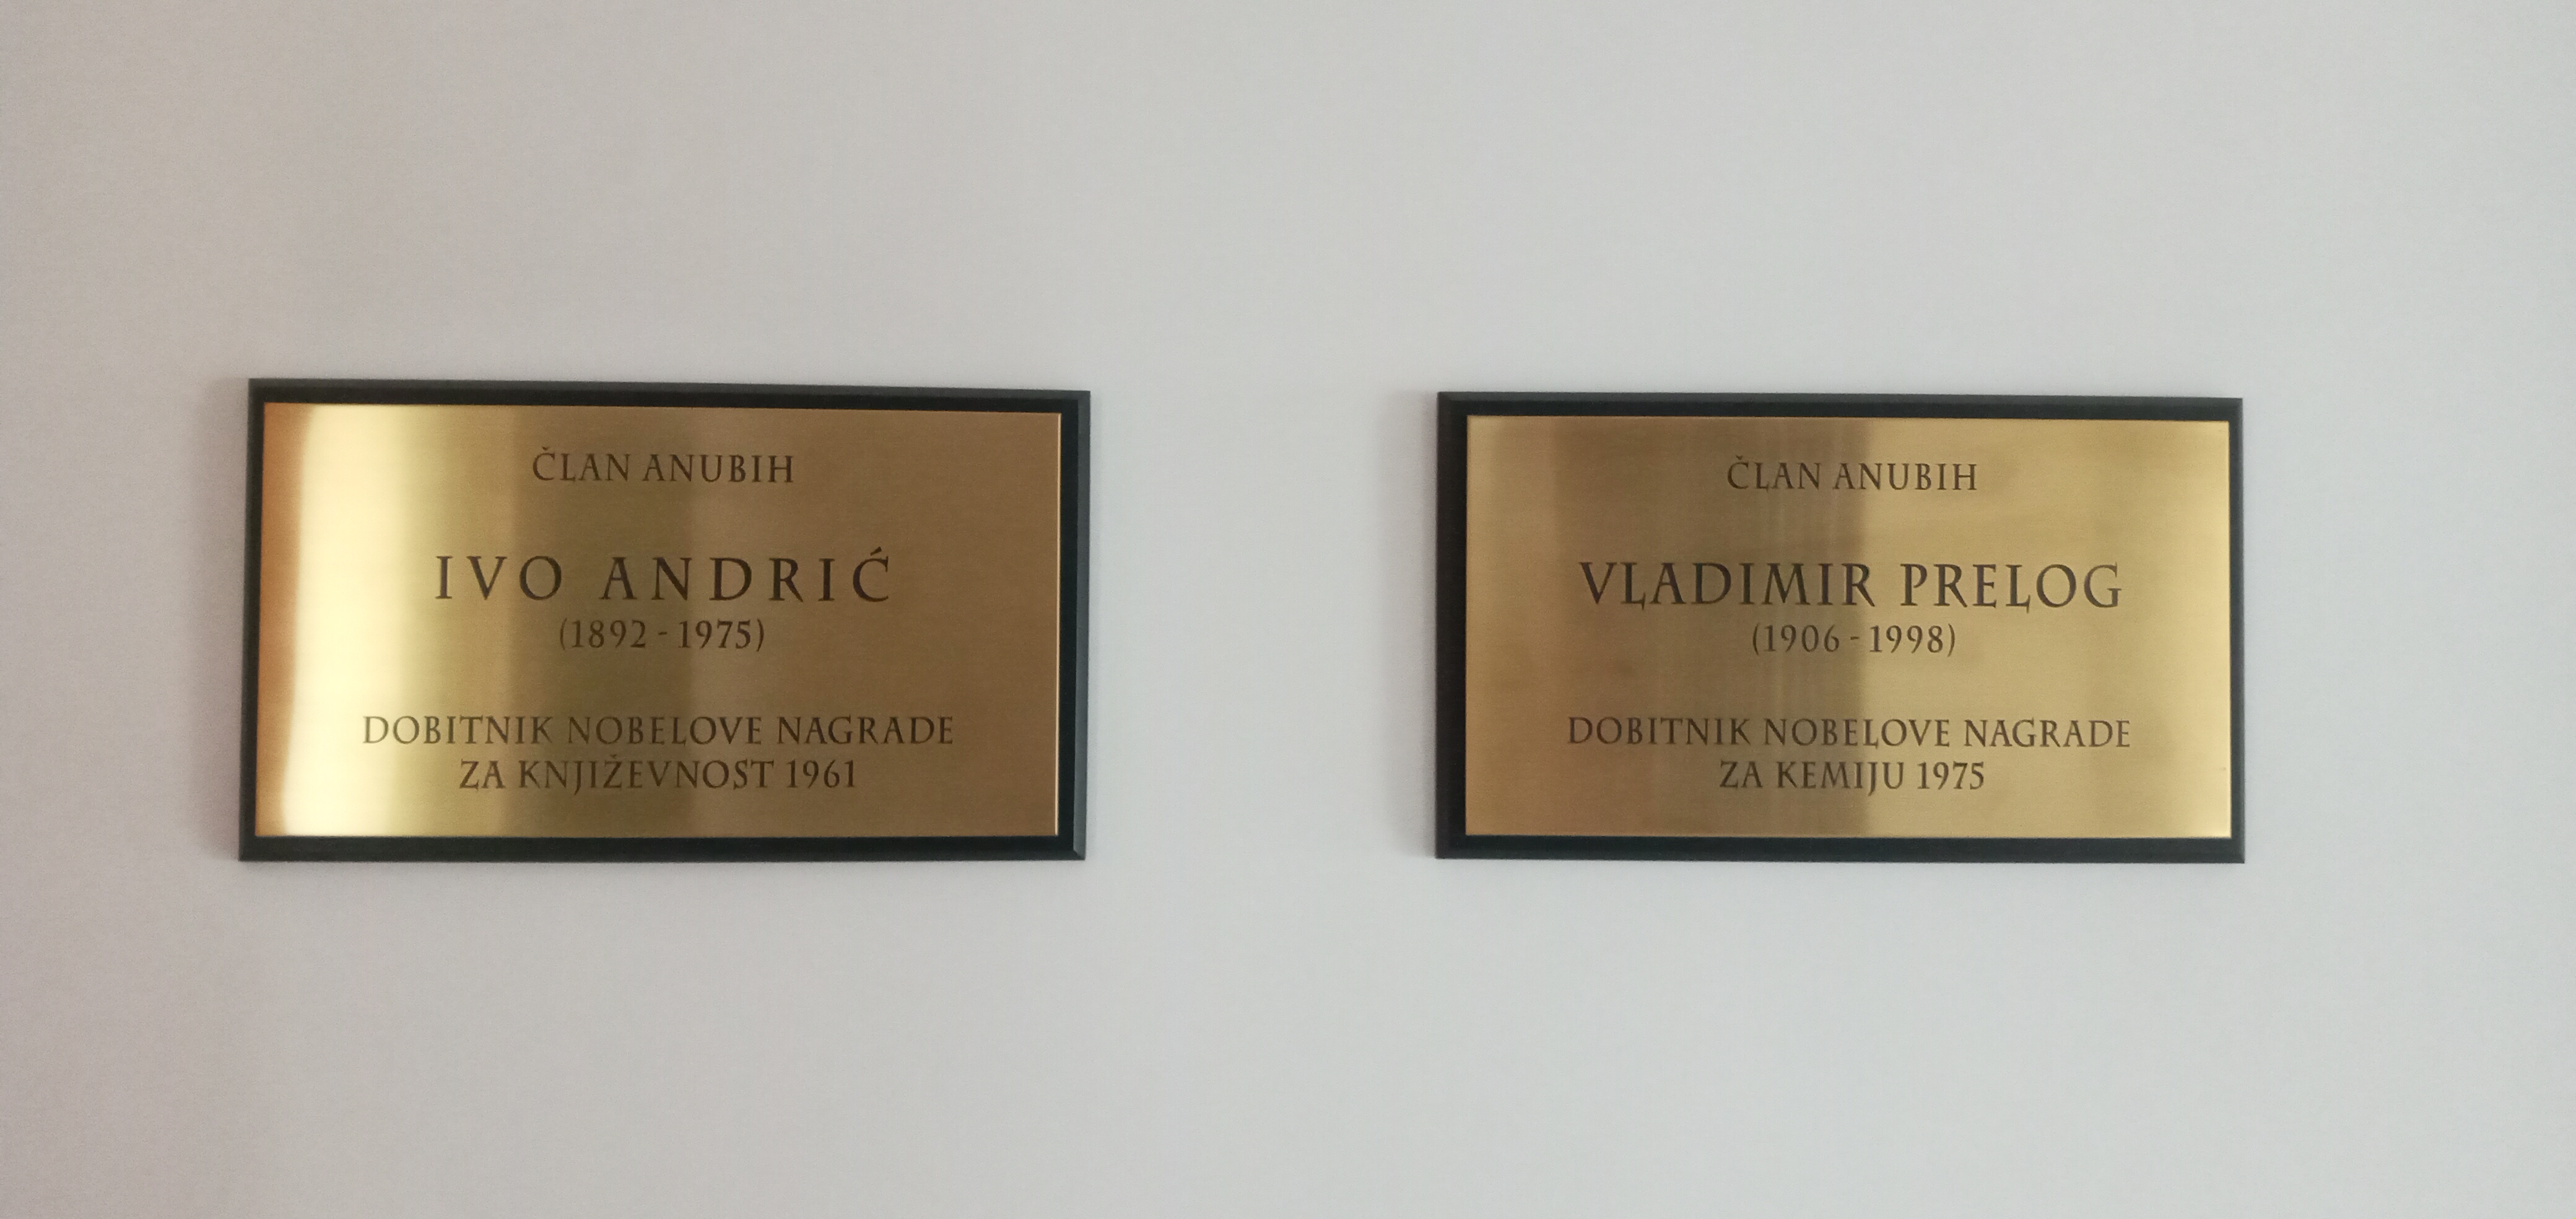 ČLAN ANUBIH
IVO ANDRIĆ
(1892 - 1975)
DOBITNIK NOBELOVE NAGRADE
ZA KNJIŽEVNOST 1961
ČLAN ANUBIH
VLADIMIR PRELOG
(1906 - 1998)
DOBITNIK NOBELOVE NAGRADE
ZA KEMIJU 1975